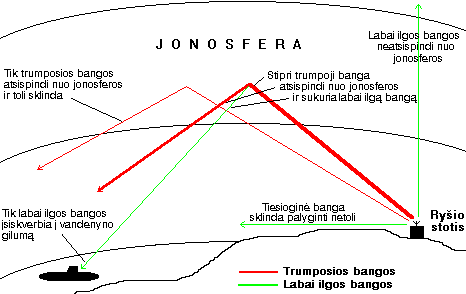 Labai ilgos bangos
neatsispindi nuo
jonosferos
JONOSFERA
Tik trumposios bangos
atsispindi nuo jonosferos
ir toli sklinda
Stipri trumpoji banga
atsispindi nuo jonosferos
ir sukuria labai ilgą bangą
Tik labai ilgos bangos
įsiskverbia į vandenyno
gilumą
Tiesioginė banga
sklinda palyginti netoli
Ryšio
stotis
Trumposios bangos
Labai ilgos bangos